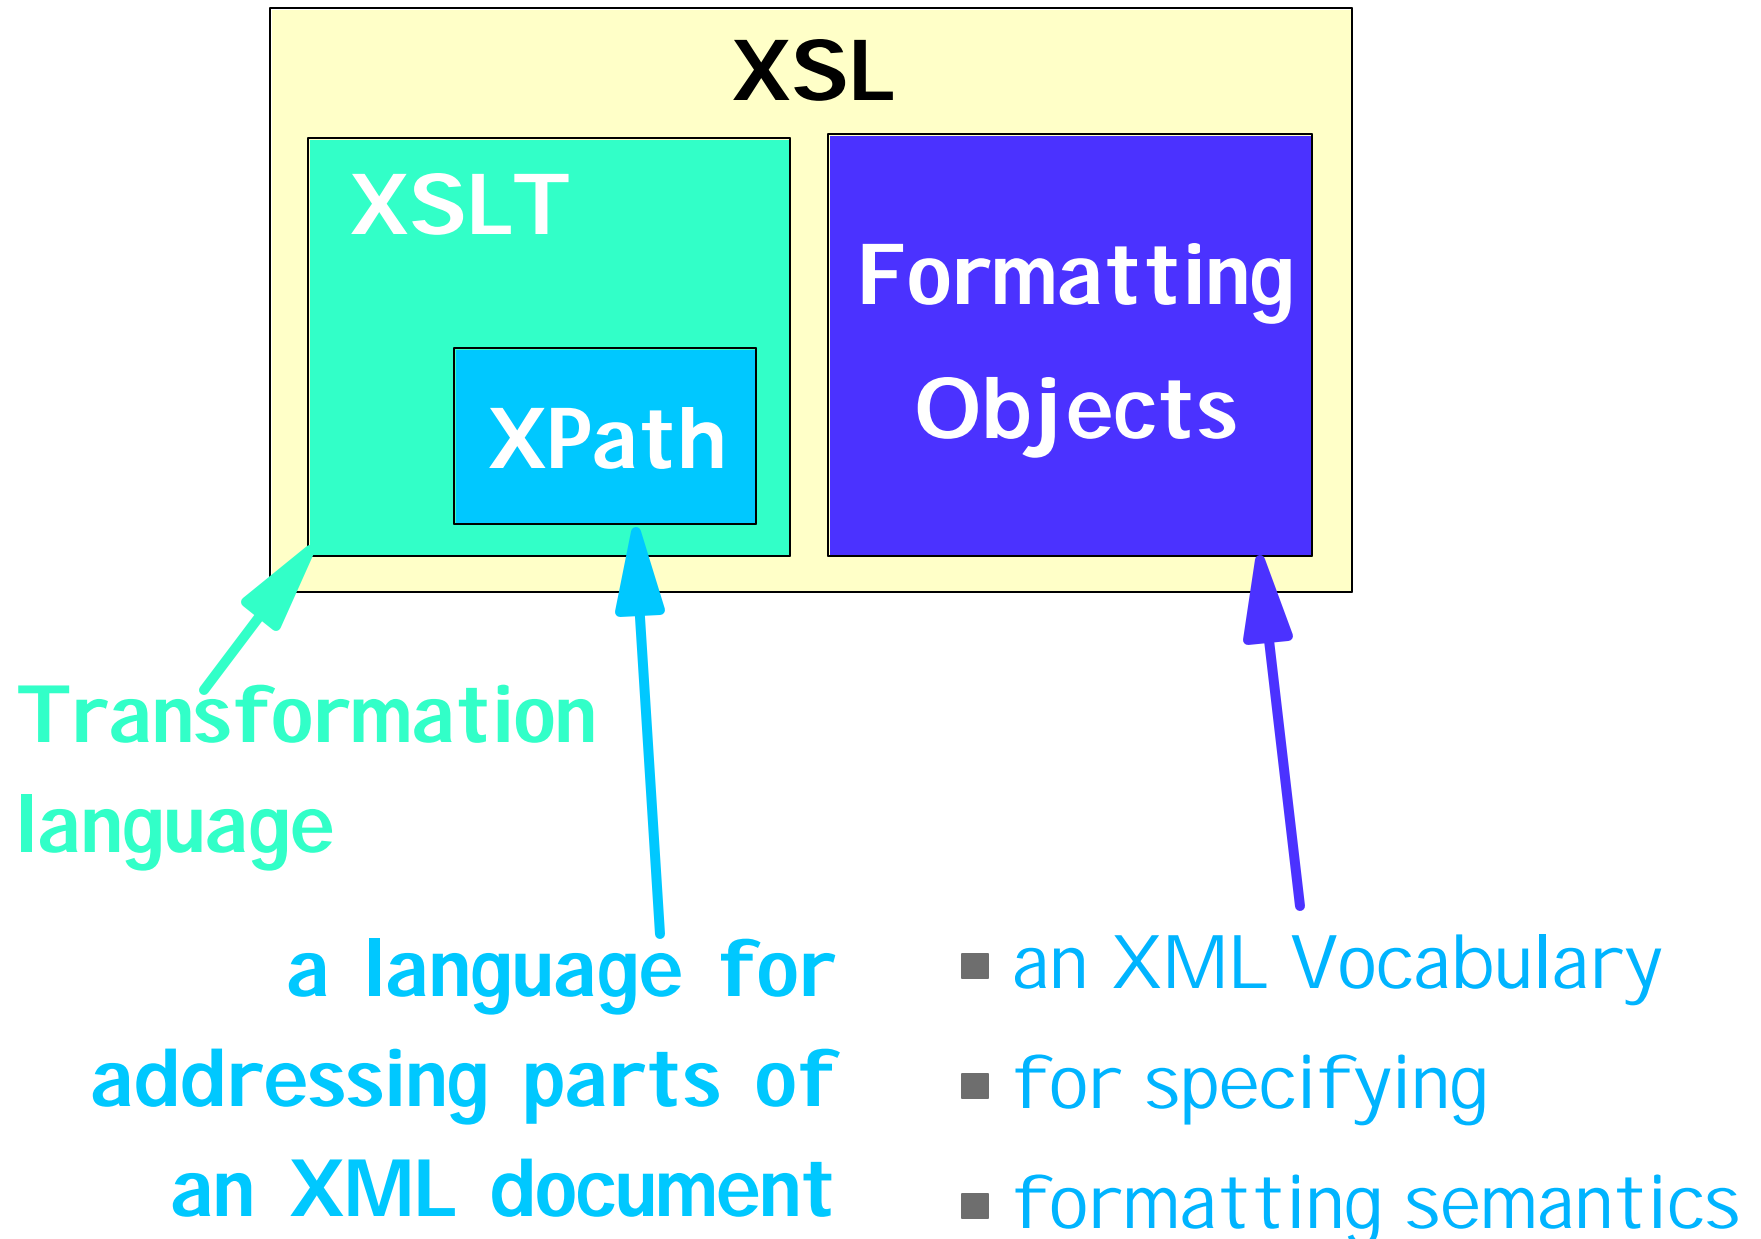 XSL
XSLT
XPath
Formatting
Objects
Transformation
language
a language for
addressing parts of
an XML document
an XML Vocabulary
for specifying
formatting semantics